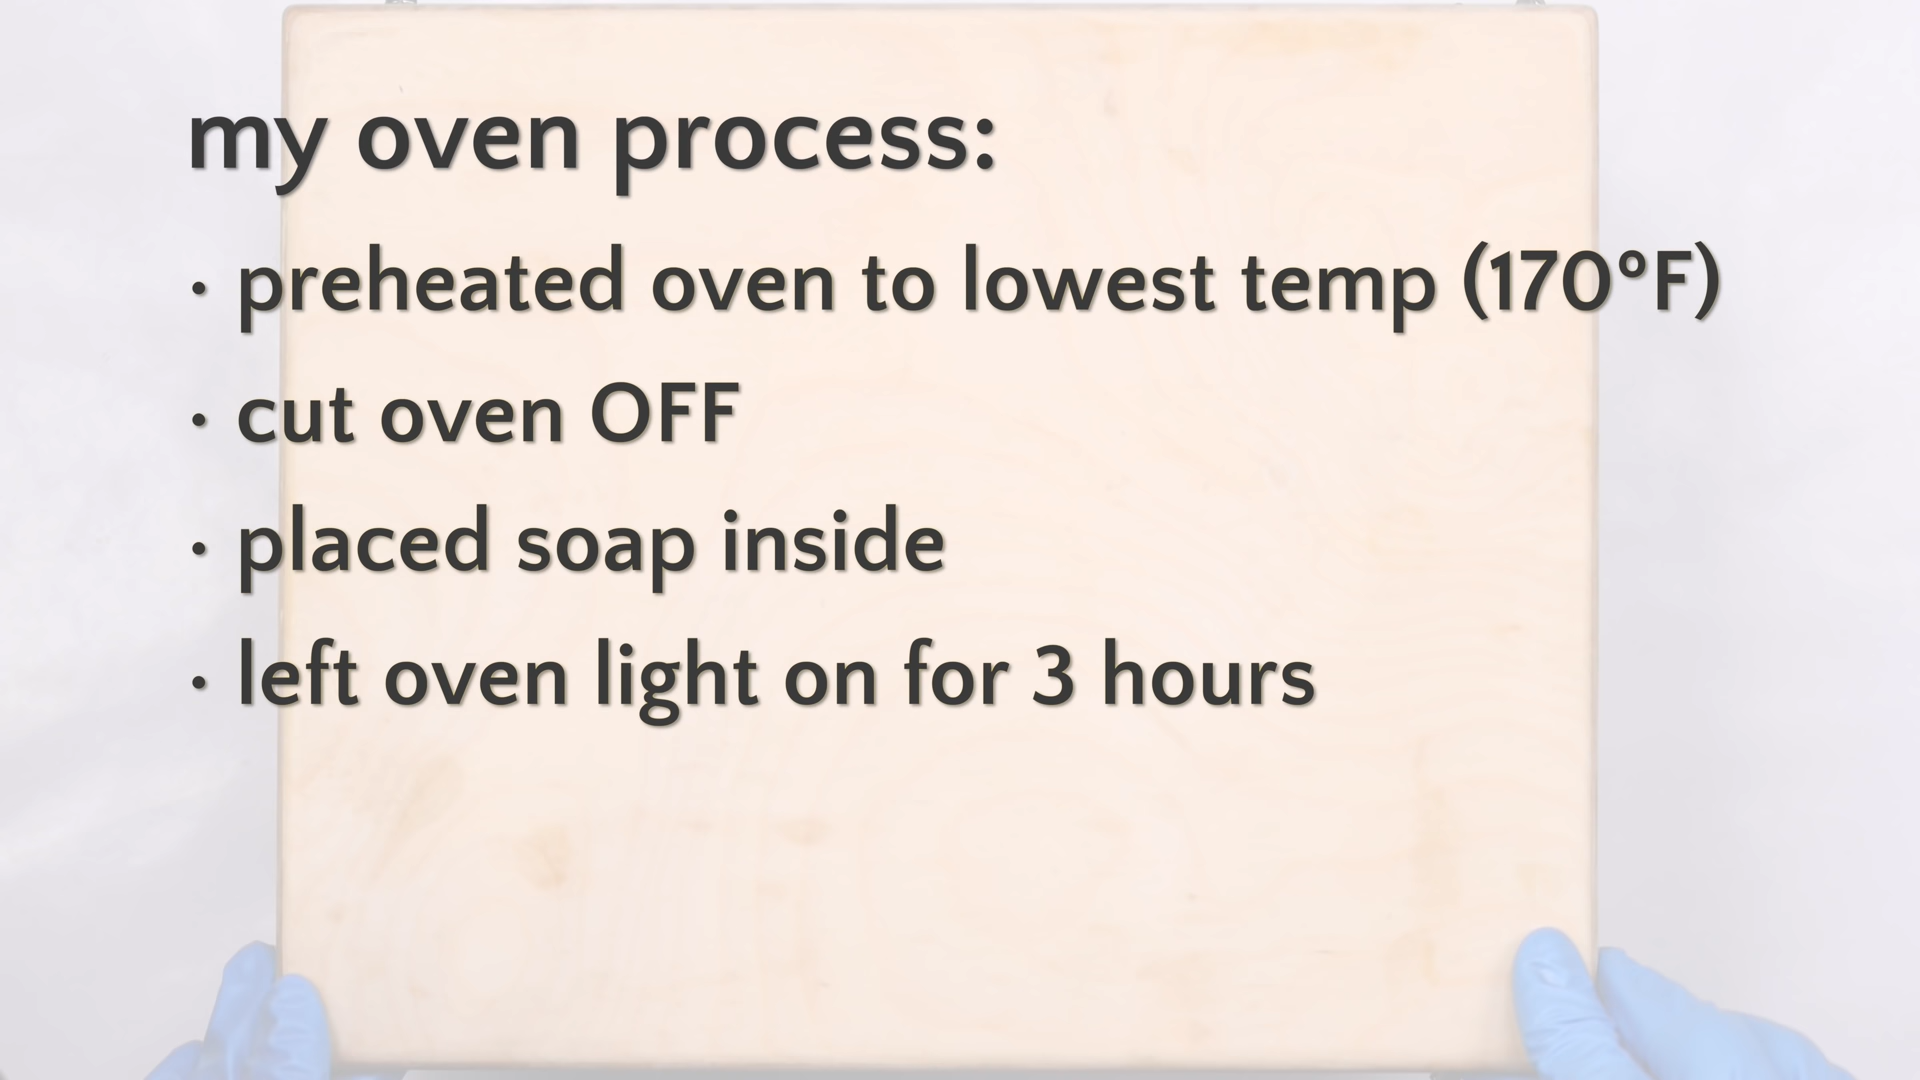 my oven process:
• preheated oven to lowest temp (170°F)
• cut oven OFF
• placed soap inside
• left oven light on for 3 hours